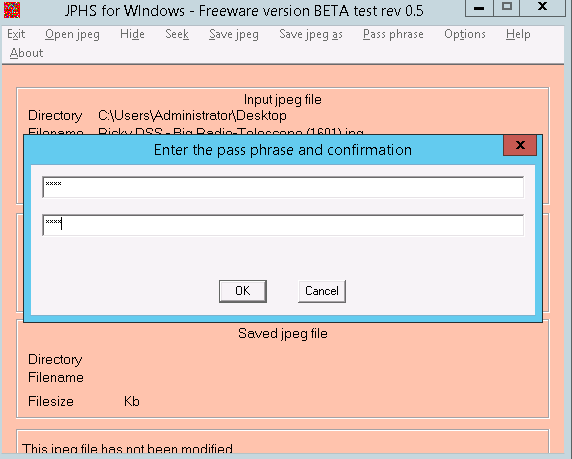 JPHS for WIndows - Freeware version BETA test rev 0.5
Exit Open jpeg Hide Seek Save jpeg Save jpeg as Pass phrase Options Help
About
Input jpeg file
Directory C:\Users\Administrator\Desktop
Filename Ricky DSS - Big Radio-Telescope (1601).jpg
Enter the pass phrase and confirmation
x
****
****
OK Cancel
Saved jpeg file
Directory
Filename
Filesize Kb
This jpeg file has not been modified